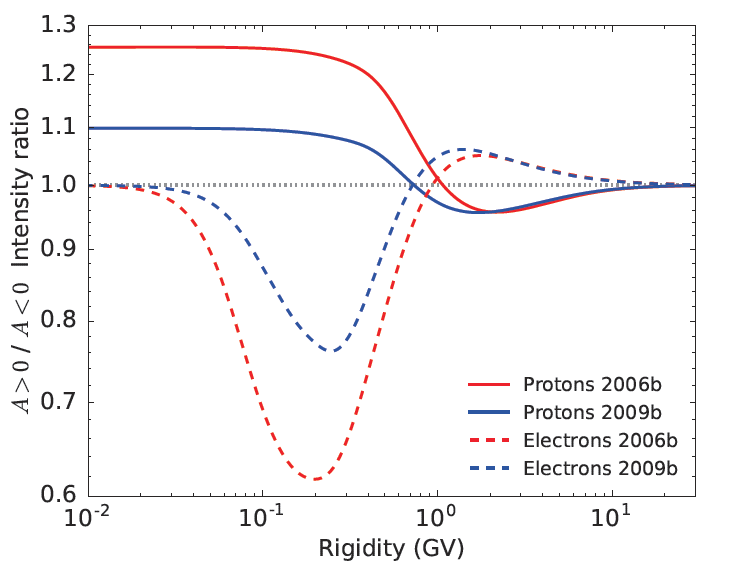 1.3
1.2
1.1
1.0
0.9
0.8
0.7
0.6
A > 0 / A < 0 Intensity ratio
Protons 2006b
Protons 2009b
Electrons 2006b
Electrons 2009b
10⁻² 10⁻¹ 10⁰ 10¹
Rigidity (GV)